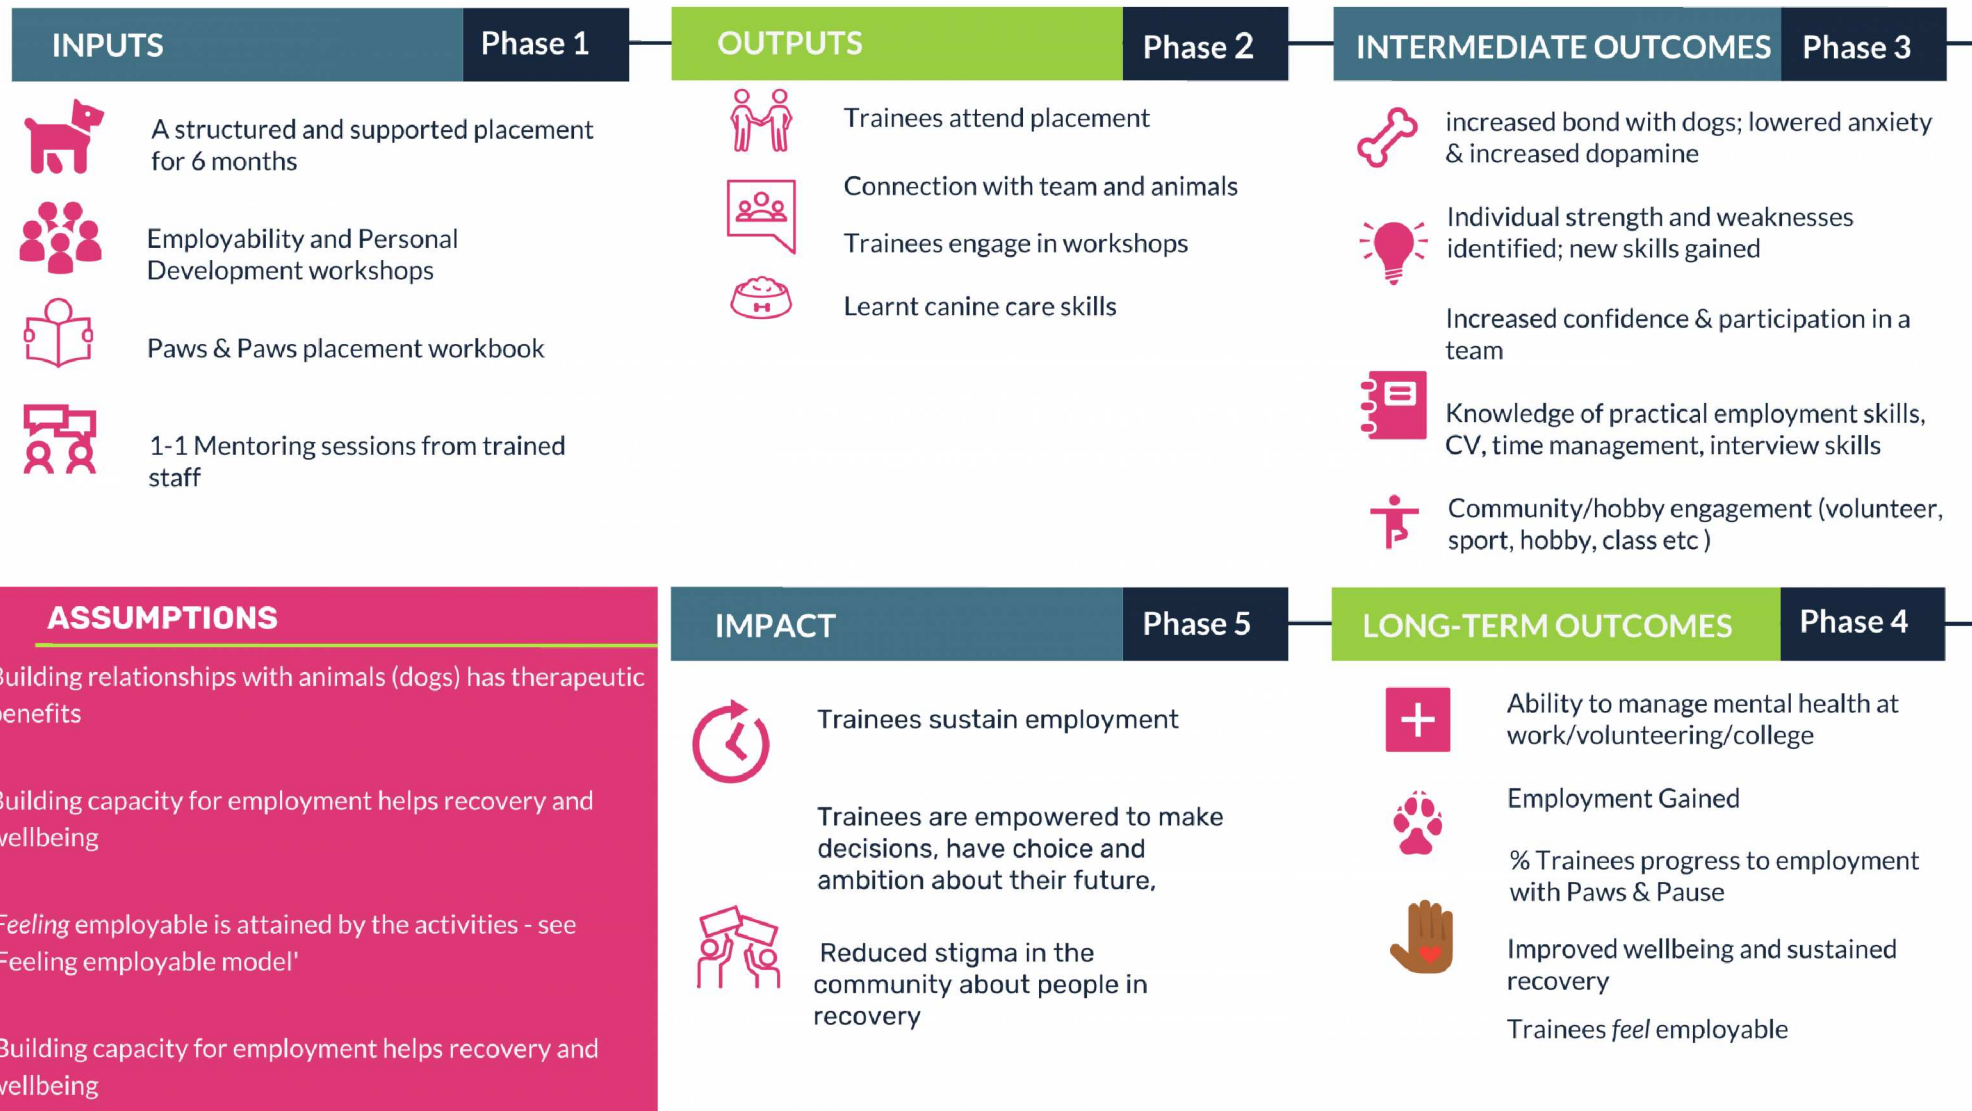 INPUTS
Phase 1
A structured and supported placement
for 6 months
Employability and Personal
Development workshops
Paws & Paws placement workbook
1-1 Mentoring sessions from trained
staff
OUTPUTS
Phase 2
Trainees attend placement
Connection with team and animals
Trainees engage in workshops
Learnt canine care skills
INTERMEDIATE OUTCOMES
Phase 3
increased bond with dogs; lowered anxiety
& increased dopamine
Individual strength and weaknesses
identified; new skills gained
Increased confidence & participation in a
team
Knowledge of practical employment skills,
CV, time management, interview skills
Community/hobby engagement (volunteer,
sport, hobby, class etc )
ASSUMPTIONS
Building relationships with animals (dogs) has therapeutic
benefits
Building capacity for employment helps recovery and
wellbeing
Feeling employable is attained by the activities - see
'Feeling employable model'
Building capacity for employment helps recovery and
wellbeing
IMPACT
Phase 5
Trainees sustain employment
Trainees are empowered to make
decisions, have choice and
ambition about their future,
Reduced stigma in the
community about people in
recovery
LONG-TERM OUTCOMES
Phase 4
Ability to manage mental health at
work/volunteering/college
Employment Gained
% Trainees progress to employment
with Paws & Pause
Improved wellbeing and sustained
recovery
Trainees feel employable